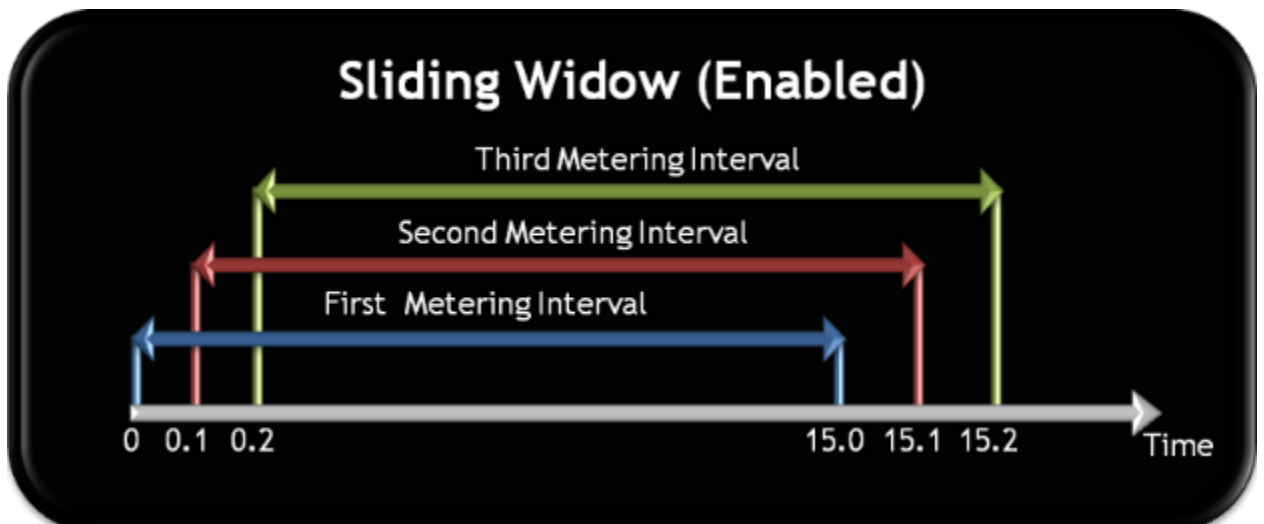 Sliding Widow (Enabled)
Third Metering Interval
Second Metering Interval
First Metering Interval
0 0.1 0.2 15.0 15.1 15.2
Time